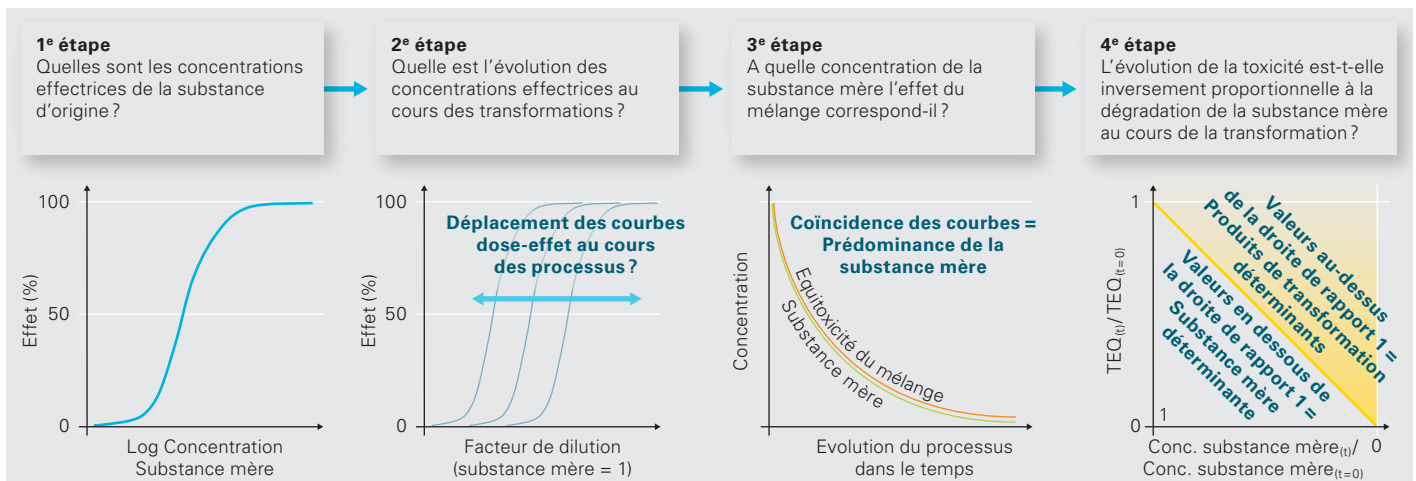 1e étape
Quelles sont les concentrations
effectrices de la substance
d'origine ?
2e étape
Quelle est l'évolution des
concentrations effectrices au
cours des transformations ?
3e étape
A quelle concentration de la
substance mère l'effet du
mélange correspond-il ?
4e étape
L'évolution de la toxicité est-t-elle
inversement proportionnelle à la
dégradation de la substance mère
au cours de la transformation ?
100
50
0
Effet (%)
Log Concentration
Substance mère
100
50
0
Effet (%)
Déplacement des courbes
dose-effet au cours
des processus ?
Facteur de dilution
(substance mère = 1)
Concentration
Coïncidence des courbes =
Prédominance de la
substance mère
Equitoxicité du mélange
Substance mère
Evolution du processus
dans le temps
1
0
TEQ(t)/ TEQ(t=0)
Valeurs au-dessus
de la droite de rapport 1 =
Produits de transformation
déterminants
Valeurs en dessous de
la droite de rapport 1 =
Substance mère
déterminante
1
0
Conc. substance mère(t)/
Conc. substance mère(t=0)